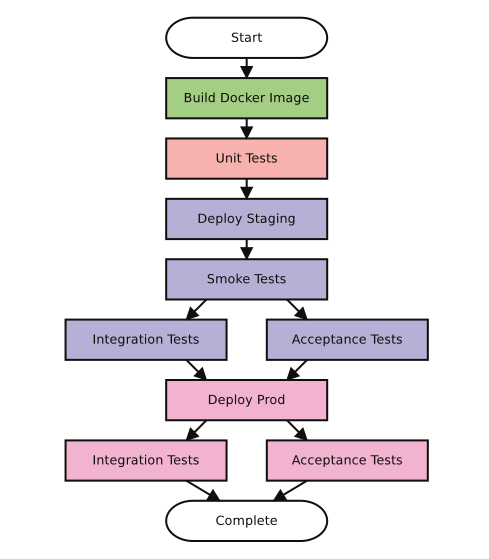 Start
Build Docker Image
Unit Tests
Deploy Staging
Smoke Tests
Integration Tests
Acceptance Tests
Deploy Prod
Integration Tests
Acceptance Tests
Complete